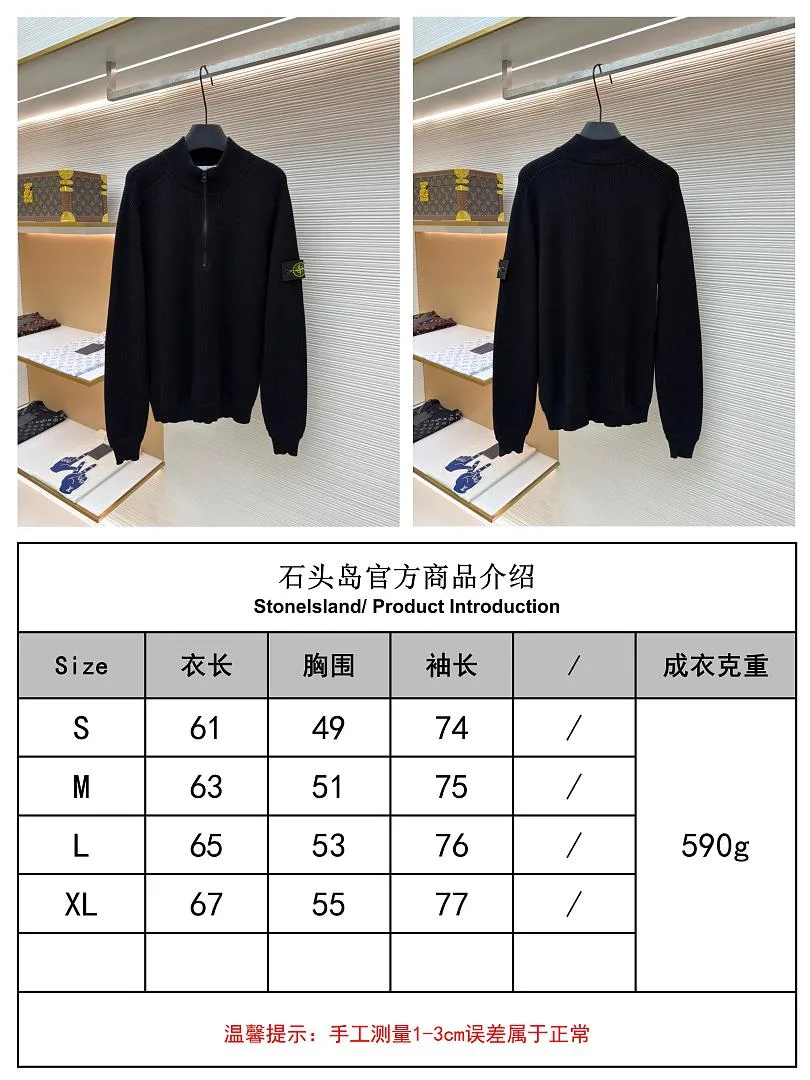 石头岛官方商品介绍
StoneIsland/ Product Introduction
Size 衣长 胸围 袖长 / 成衣克重
S 61 49 74 /
M 63 51 75 /
L 65 53 76 / 590g
XL 67 55 77 /
温馨提示：手工测量1-3cm误差属于正常